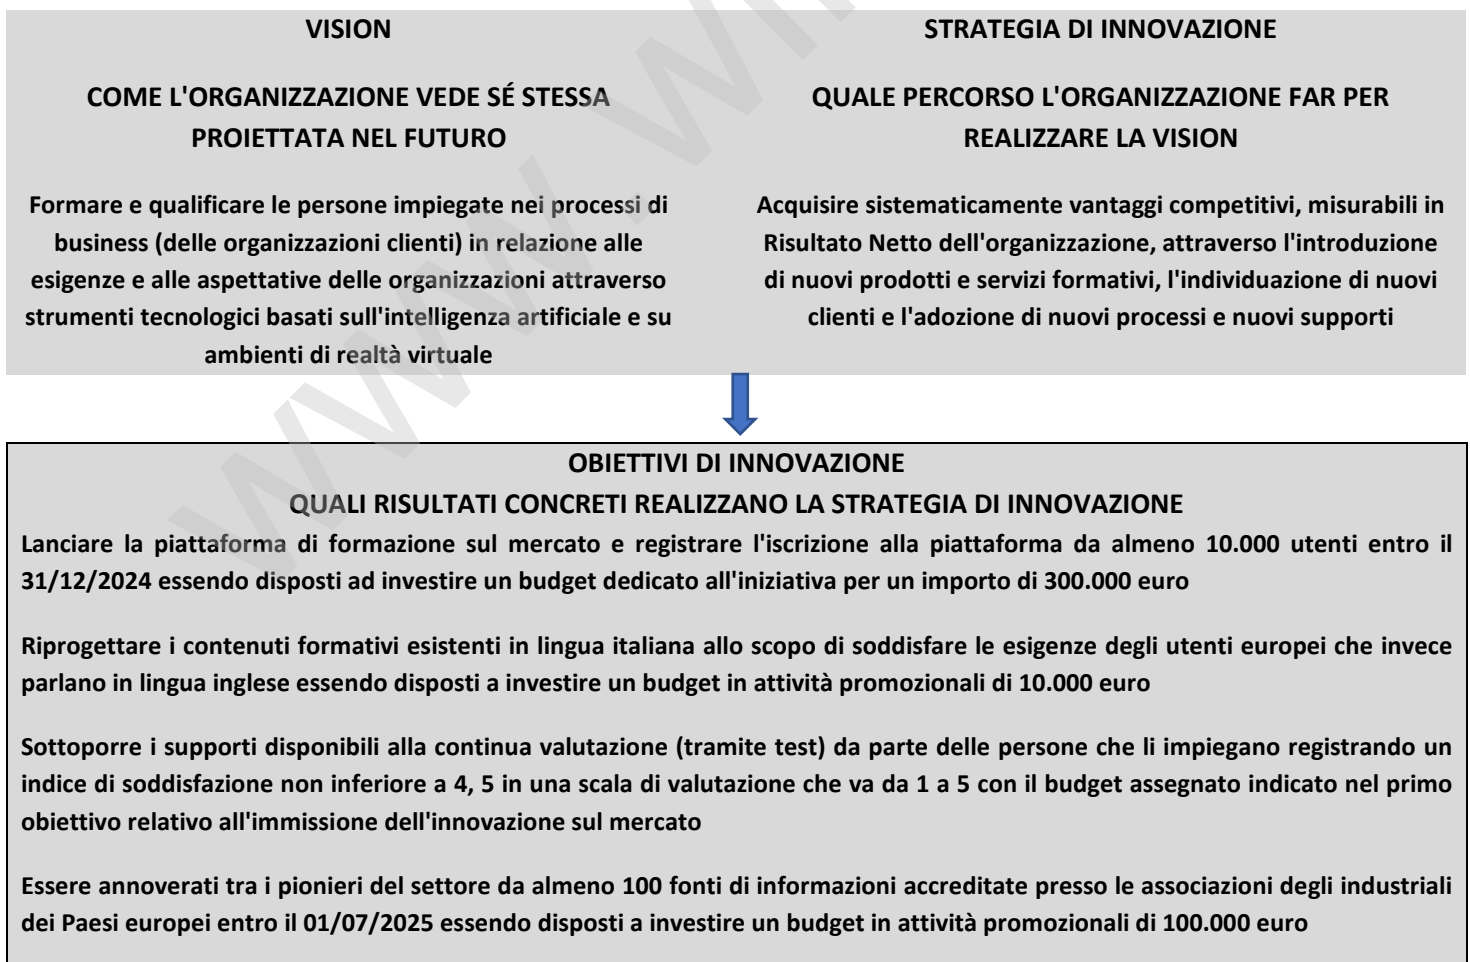 VISION
COME L'ORGANIZZAZIONE VEDE SÉ STESSA
PROIETTATA NEL FUTURO
Formare e qualificare le persone impiegate nei processi di
business (delle organizzazioni clienti) in relazione alle
esigenze e alle aspettative delle organizzazioni attraverso
strumenti tecnologici basati sull'intelligenza artificiale e su
ambienti di realtà virtuale
STRATEGIA DI INNOVAZIONE
QUALE PERCORSO L'ORGANIZZAZIONE FAR PER
REALIZZARE LA VISION
Acquisire sistematicamente vantaggi competitivi, misurabili in
Risultato Netto dell'organizzazione, attraverso l'introduzione
di nuovi prodotti e servizi formativi, l'individuazione di nuovi
clienti e l'adozione di nuovi processi e nuovi supporti
OBIETTIVI DI INNOVAZIONE
QUALI RISULTATI CONCRETI REALIZZANO LA STRATEGIA DI INNOVAZIONE
Lanciare la piattaforma di formazione sul mercato e registrare l'iscrizione alla piattaforma da almeno 10.000 utenti entro il
31/12/2024 essendo disposti ad investire un budget dedicato all'iniziativa per un importo di 300.000 euro
Riprogettare i contenuti formativi esistenti in lingua italiana allo scopo di soddisfare le esigenze degli utenti europei che invece
parlano in lingua inglese essendo disposti a investire un budget in attività promozionali di 10.000 euro
Sottoporre i supporti disponibili alla continua valutazione (tramite test) da parte delle persone che li impiegano registrando un
indice di soddisfazione non inferiore a 4, 5 in una scala di valutazione che va da 1 a 5 con il budget assegnato indicato nel primo
obiettivo relativo all'immissione dell'innovazione sul mercato
Essere annoverati tra i pionieri del settore da almeno 100 fonti di informazioni accreditate presso le associazioni degli industriali
dei Paesi europei entro il 01/07/2025 essendo disposti a investire un budget in attività promozionali di 100.000 euro